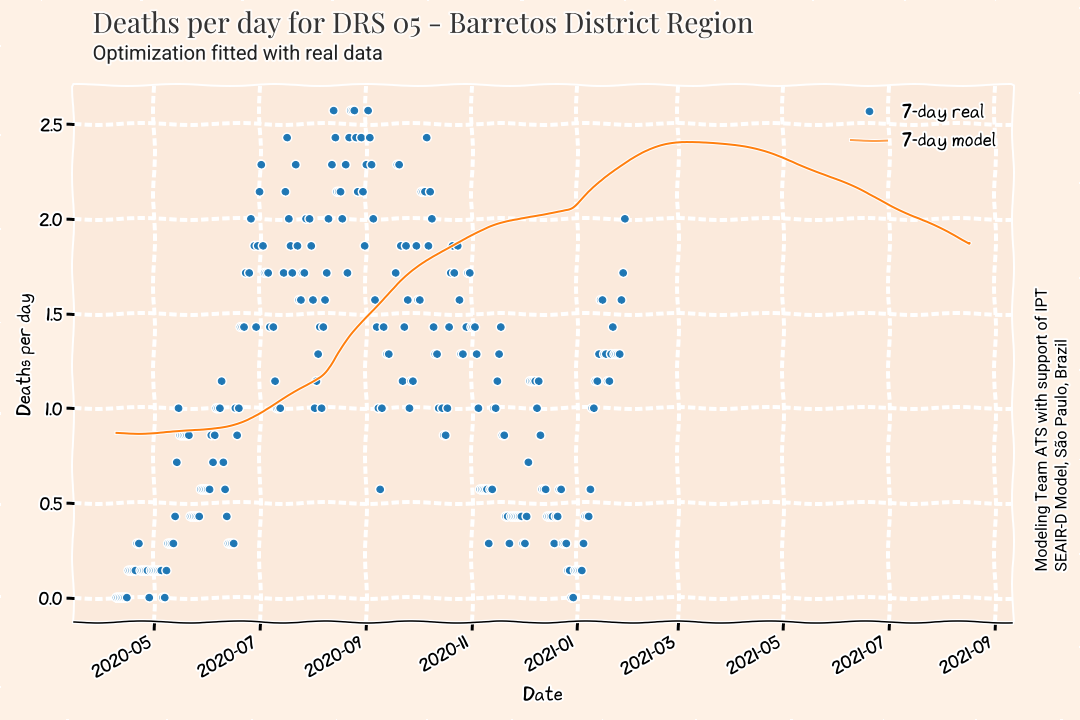 Deaths per day for DRS 05 - Barretos District Region
Optimization fitted with real data
7-day real
7-day model
Deaths per day
2.5
2.0
1.5
1.0
0.5
0.0
2020-05
2020-07
2020-09
2020-11
2021-01
2021-03
2021-05
2021-07
2021-09
Date
Modeling Team ATS with support of IPT
SEAIR-D Model, São Paulo, Brazil